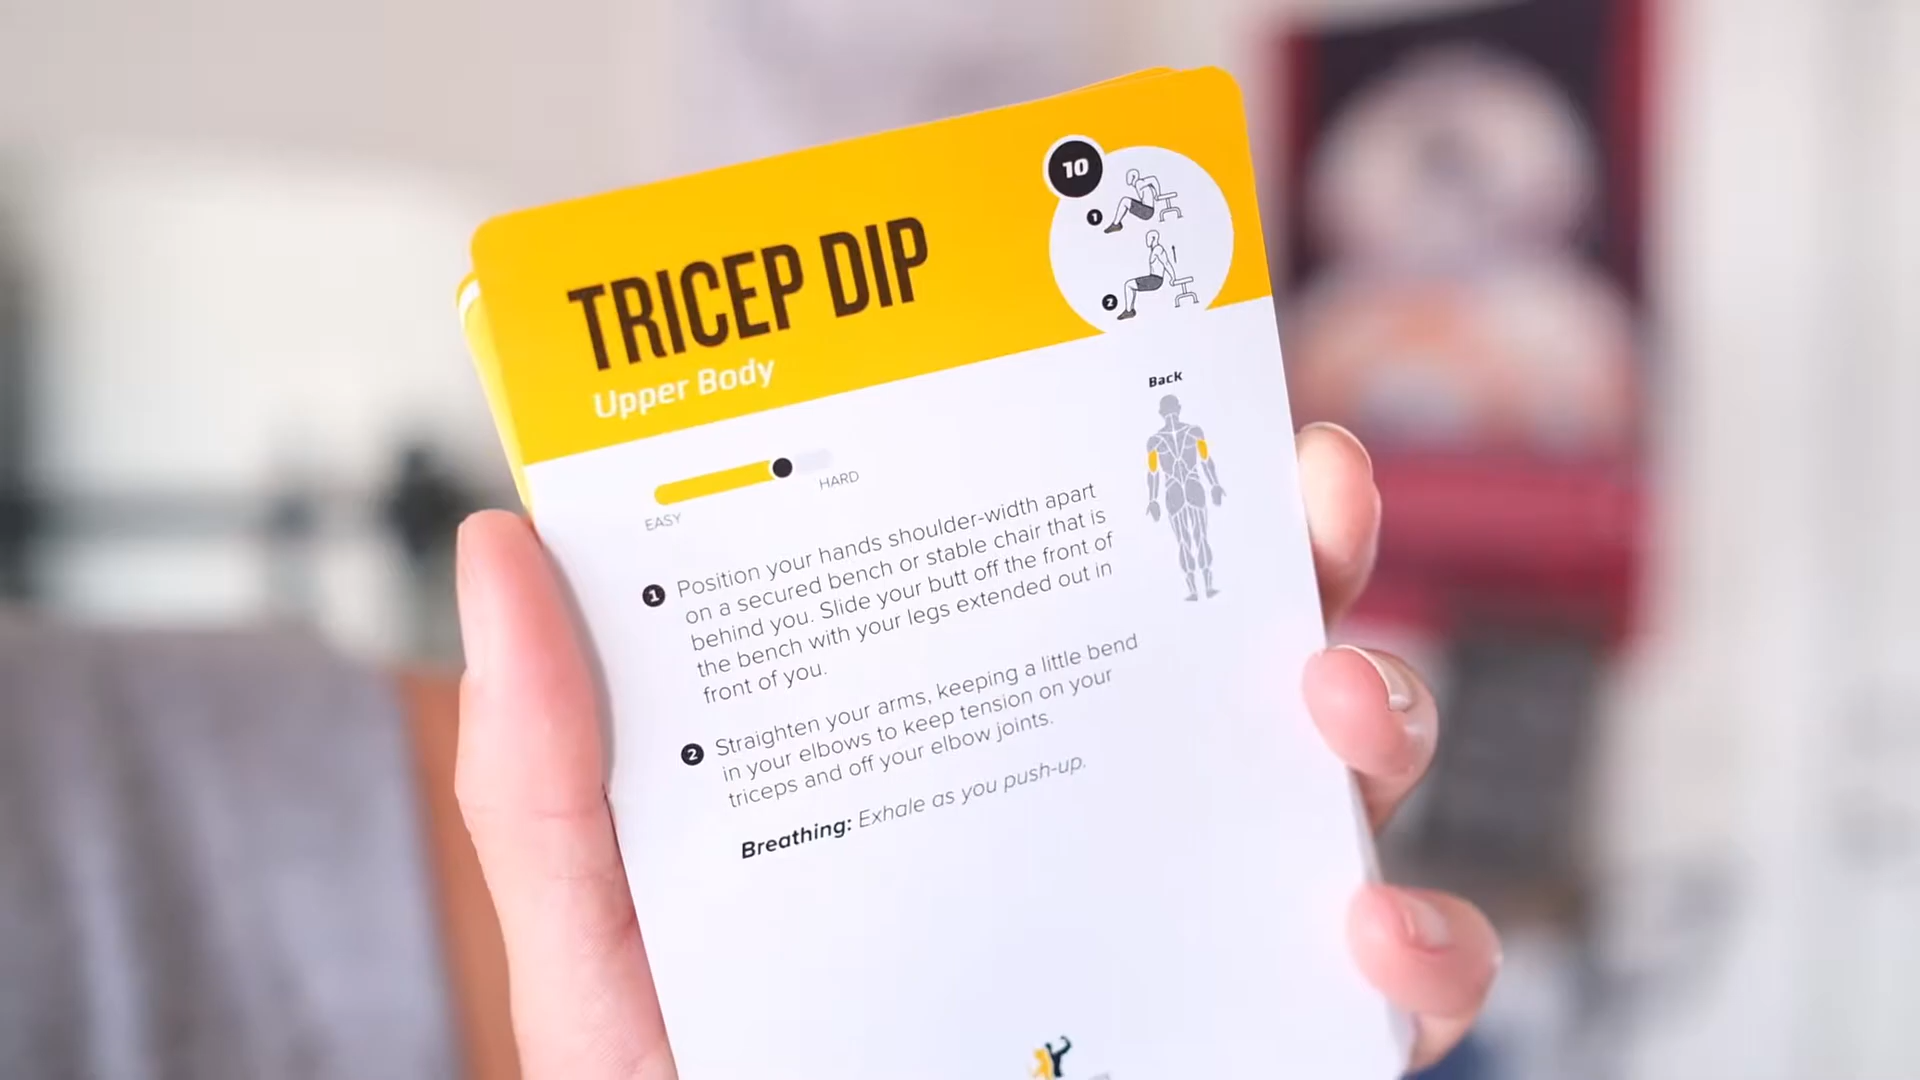 10
TRICEP DIP
1
2
Upper Body
Back
EASY
HARD
1 Position your hands shoulder-width apart
on a secured bench or stable chair that is
behind you. Slide your butt off the front of
the bench with your legs extended out in
front of you.
2 Straighten your arms, keeping a little bend
in your elbows to keep tension on your
triceps and off your elbow joints.
Breathing: Exhale as you push-up.